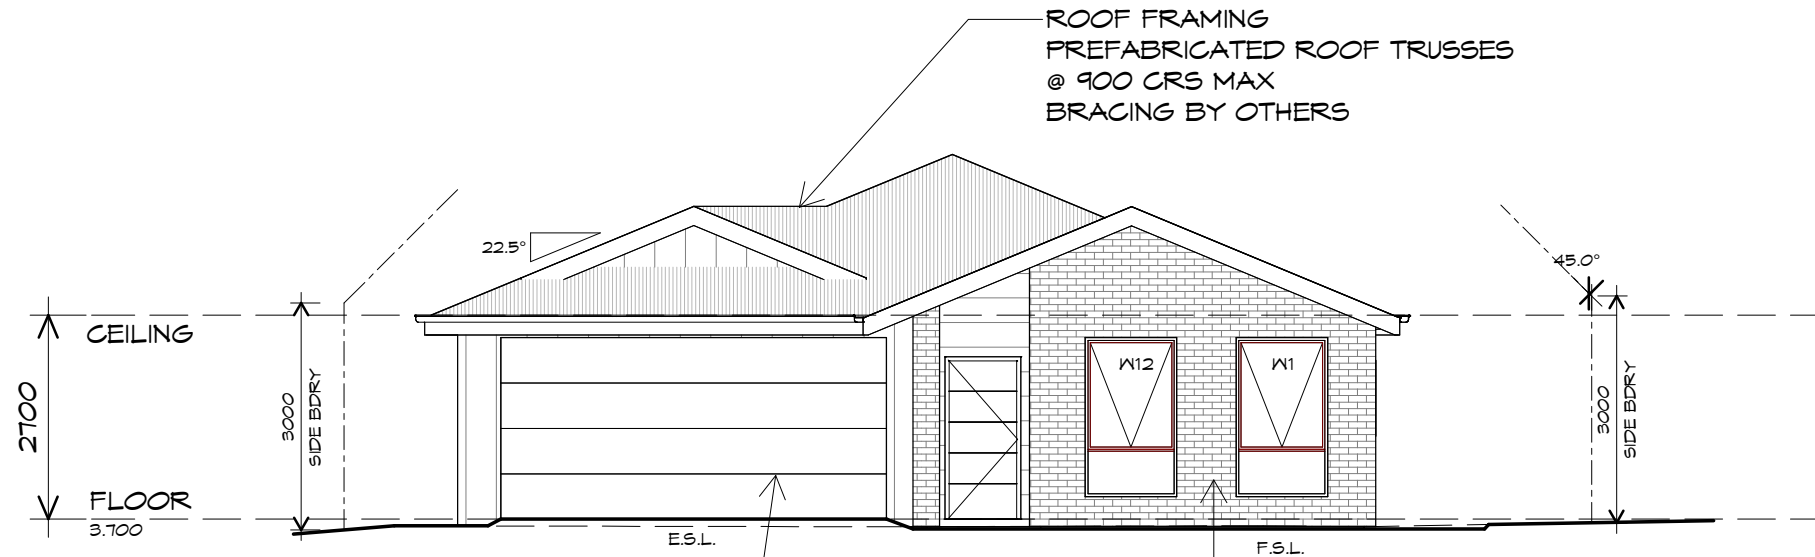 ROOF FRAMING
PREFABRICATED ROOF TRUSSES
@ 900 CRS MAX
BRACING BY OTHERS
22.5°
45.0°
CEILING
2700
3000
SIDE BDRY
W12
W1
3000
SIDE BDRY
FLOOR
3.700
E.S.L.
F.S.L.